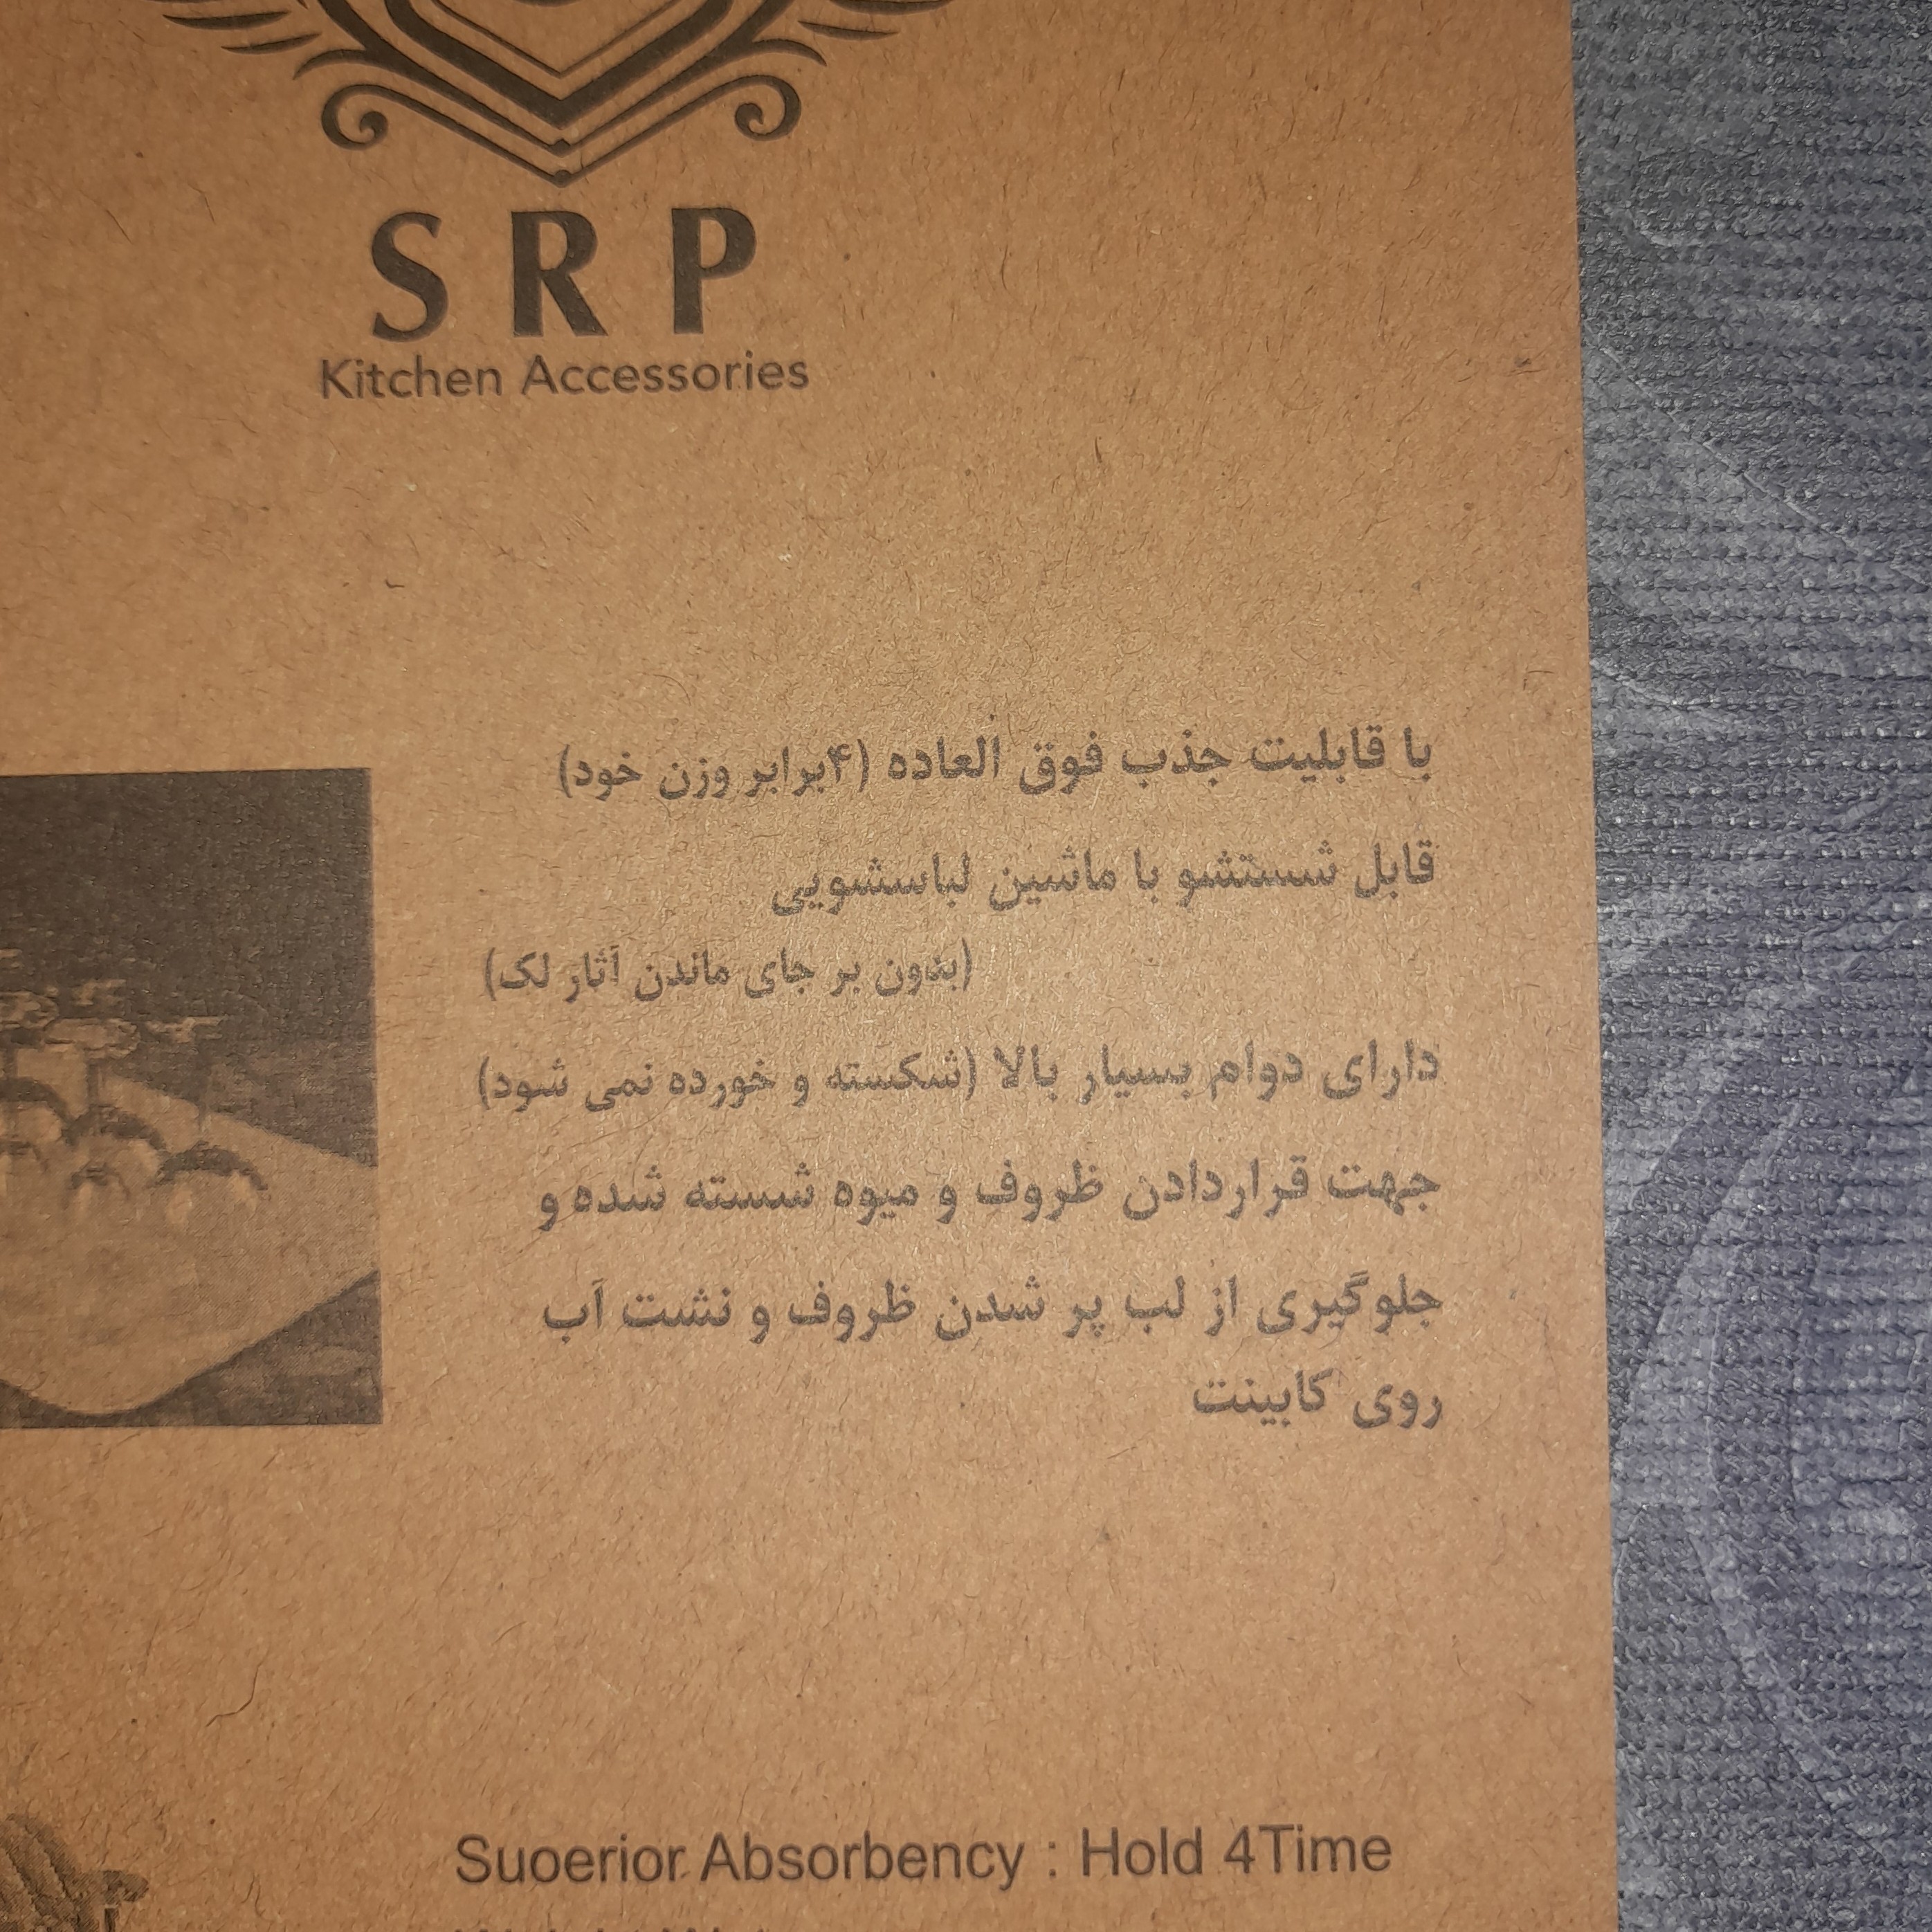 SRP
Kitchen Accessories
با قابلیت جذب فوق العاده (۴برابر وزن خود)
قابل شستشو با ماشین لباسشویی
(بدون بر جای ماندن آثار لک)
دارای دوام بسیار بالا (شکسته و خورده نمی شود)
جهت قراردادن ظروف و میوه شسته شده و
جلوگیری از لب پر شدن ظروف و نشت آب
روی کابینت
Suoerior Absorbency : Hold 4Time